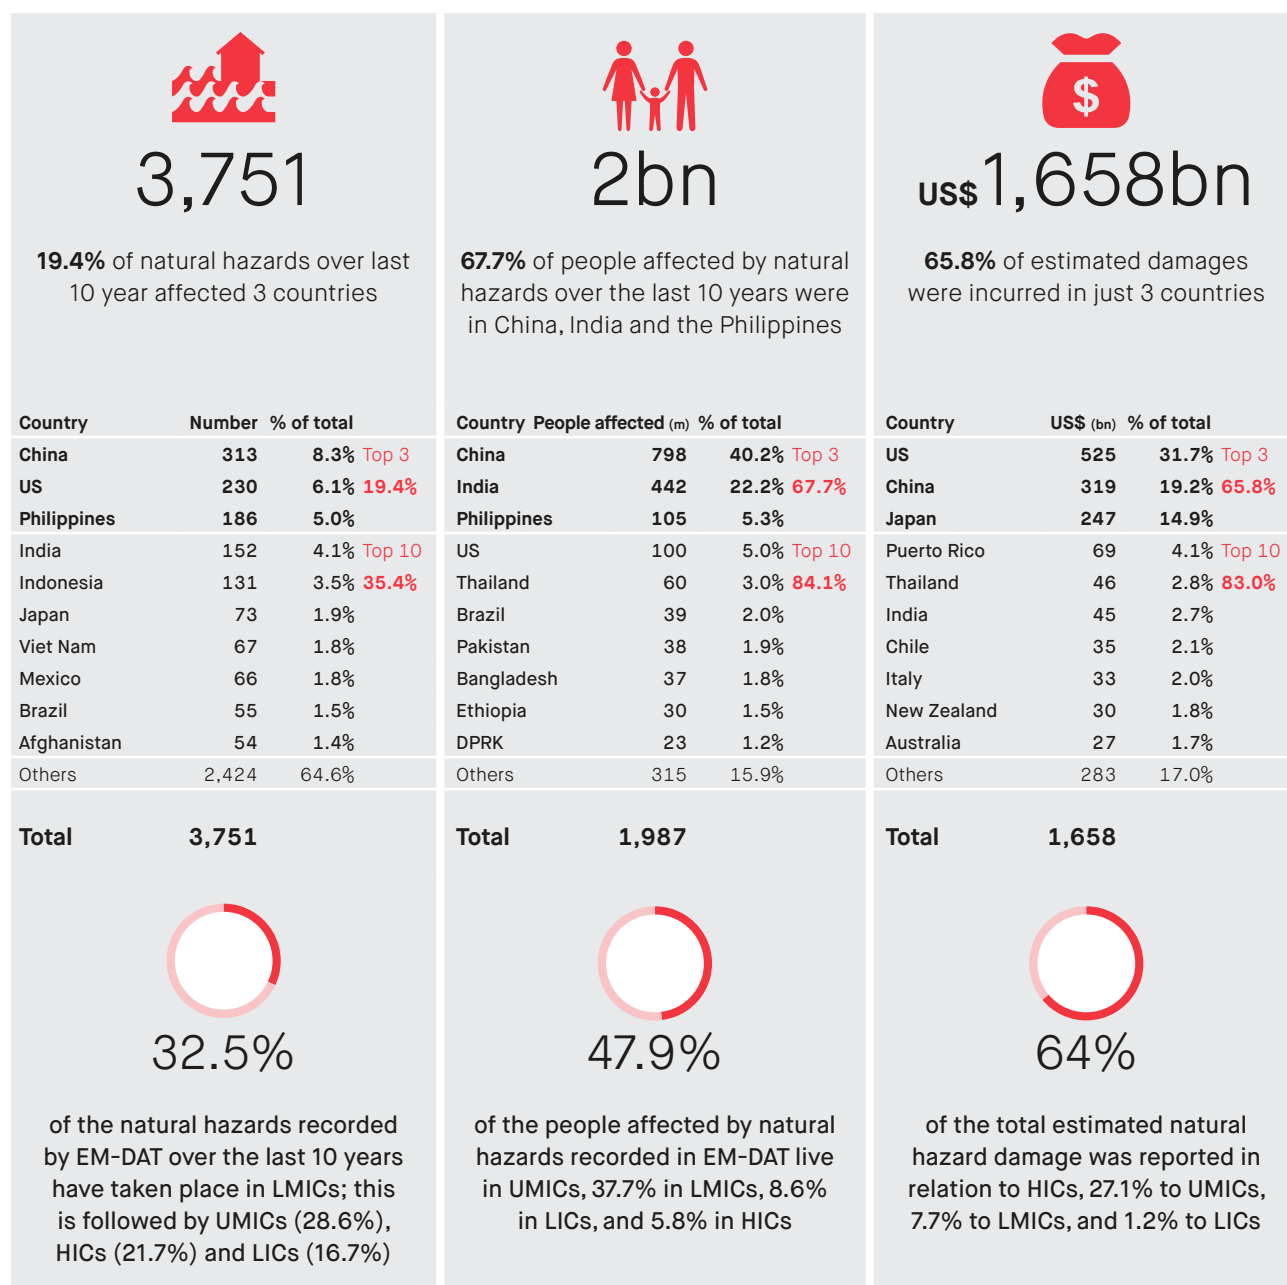 3,751
19.4% of natural hazards over last
10 year affected 3 countries
Country Number % of total
China 313 8.3% Top 3
US 230 6.1% 19.4%
Philippines 186 5.0%
India 152 4.1% Top 10
Indonesia 131 3.5% 35.4%
Japan 73 1.9%
Viet Nam 67 1.8%
Mexico 66 1.8%
Brazil 55 1.5%
Afghanistan 54 1.4%
Others 2,424 64.6%
Total 3,751
32.5%
of the natural hazards recorded
by EM-DAT over the last 10 years
have taken place in LMICs; this
is followed by UMICs (28.6%),
HICs (21.7%) and LICs (16.7%)
2bn
67.7% of people affected by natural
hazards over the last 10 years were
in China, India and the Philippines
Country People affected (m) % of total
China 798 40.2% Top 3
India 442 22.2% 67.7%
Philippines 105 5.3%
US 100 5.0% Top 10
Thailand 60 3.0% 84.1%
Brazil 39 2.0%
Pakistan 38 1.9%
Bangladesh 37 1.8%
Ethiopia 30 1.5%
DPRK 23 1.2%
Others 315 15.9%
Total 1,987
47.9%
of the people affected by natural
hazards recorded in EM-DAT live
in UMICs, 37.7% in LMICs, 8.6%
in LICs, and 5.8% in HICs
$
US$1,658bn
65.8% of estimated damages
were incurred in just 3 countries
Country US$ (bn) % of total
US 525 31.7% Top 3
China 319 19.2% 65.8%
Japan 247 14.9%
Puerto Rico 69 4.1% Top 10
Thailand 46 2.8% 83.0%
India 45 2.7%
Chile 35 2.1%
Italy 33 2.0%
New Zealand 30 1.8%
Australia 27 1.7%
Others 283 17.0%
Total 1,658
64%
of the total estimated natural
hazard damage was reported in
relation to HICs, 27.1% to UMICs,
7.7% to LMICs, and 1.2% to LICs